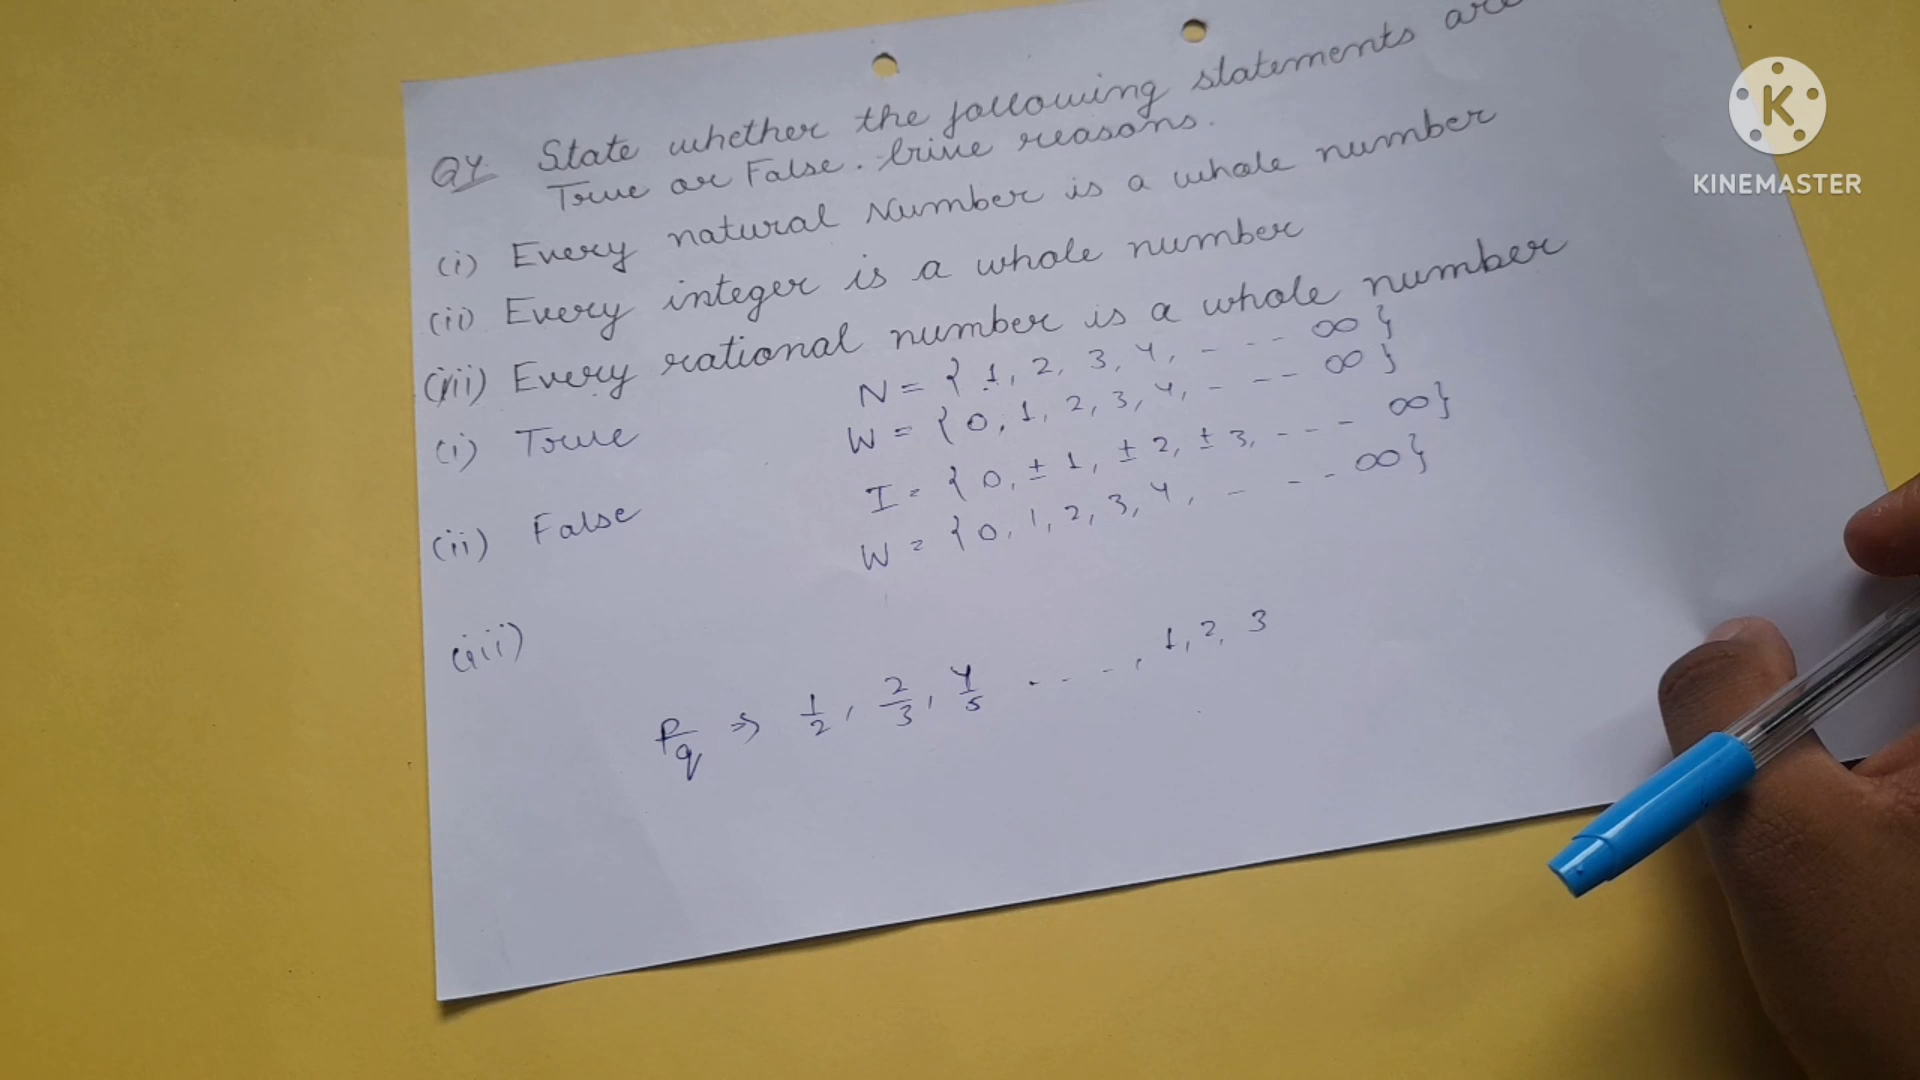 Q4 State whether the following statements are
True or False. Give reasons.
(i) Every natural Number is a whole number
(ii) Every integer is a whole number
(iii) Every rational number is a whole number
(i) True
N = { 1, 2, 3, 4, - - - ∞ }
W = { 0, 1, 2, 3, 4, - - - ∞ }
(ii) False
I = { 0, ± 1, ± 2, ± 3, - - - ∞ }
W = { 0, 1, 2, 3, 4, - - - ∞ }
(iii)
p/q ⇒ 1/2, 2/3, 4/5 - - - -, 1, 2, 3
K
KINEMASTER